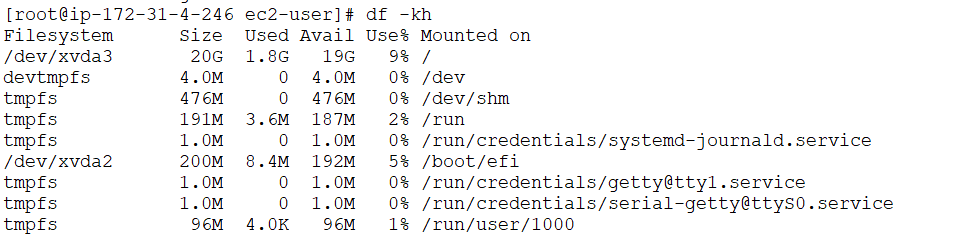 [root@ip-172-31-4-246 ec2-user]# df -kh
Filesystem      Size  Used Avail Use% Mounted on
/dev/xvda3       20G  1.8G   19G   9% /
devtmpfs        4.0M     0  4.0M   0% /dev
tmpfs           476M     0  476M   0% /dev/shm
tmpfs           191M  3.6M  187M   2% /run
tmpfs           1.0M     0  1.0M   0% /run/credentials/systemd-journald.service
/dev/xvda2      200M  8.4M  192M   5% /boot/efi
tmpfs           1.0M     0  1.0M   0% /run/credentials/getty@tty1.service
tmpfs           1.0M     0  1.0M   0% /run/credentials/serial-getty@ttyS0.service
tmpfs            96M  4.0K   96M   1% /run/user/1000